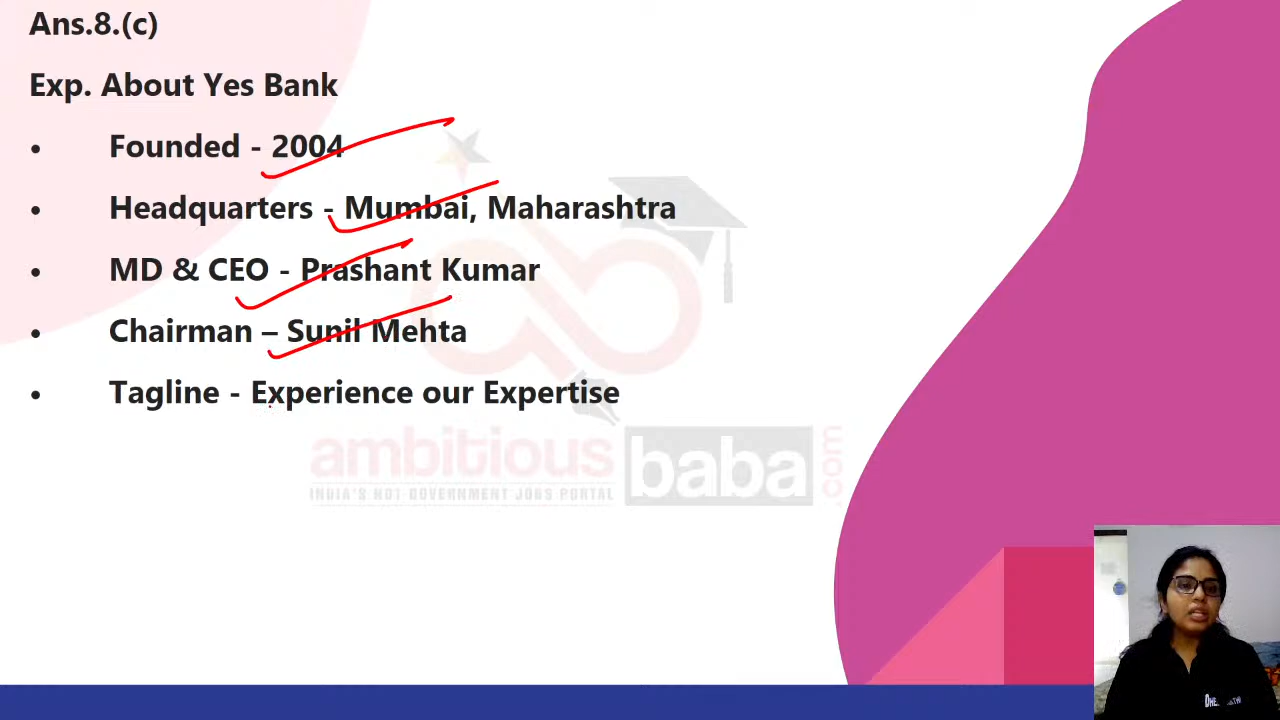 Ans.8.(c)
Exp. About Yes Bank
• Founded - 2004
• Headquarters - Mumbai, Maharashtra
• MD & CEO - Prashant Kumar
• Chairman – Sunil Mehta
• Tagline - Experience our Expertise
ambitious baba .com
INDIA'S NO1 GOVERNMENT JOBS PORTAL